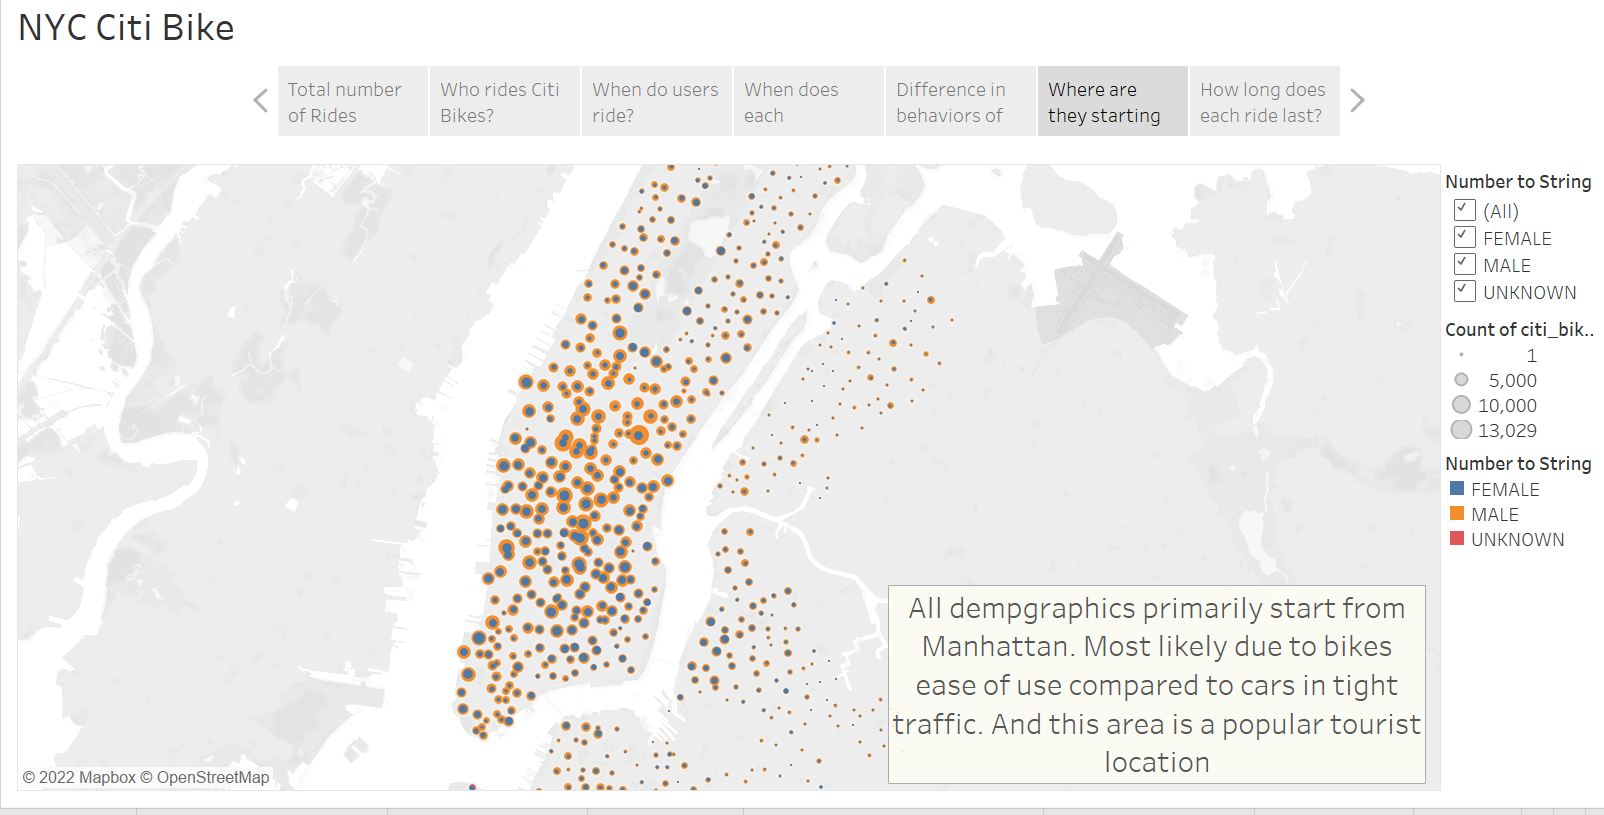 NYC Citi Bike
Total number
of Rides
Who rides Citi
Bikes?
When do users
ride?
When does
each
Difference in
behaviors of
Where are
they starting
How long does
each ride last?
Number to String
(All)
FEMALE
MALE
UNKNOWN
Count of citi_bik..
1
5,000
10,000
13,029
Number to String
FEMALE
MALE
UNKNOWN
All dempgraphics primarily start from
Manhattan. Most likely due to bikes
ease of use compared to cars in tight
traffic. And this area is a popular tourist
location
© 2022 Mapbox © OpenStreetMap